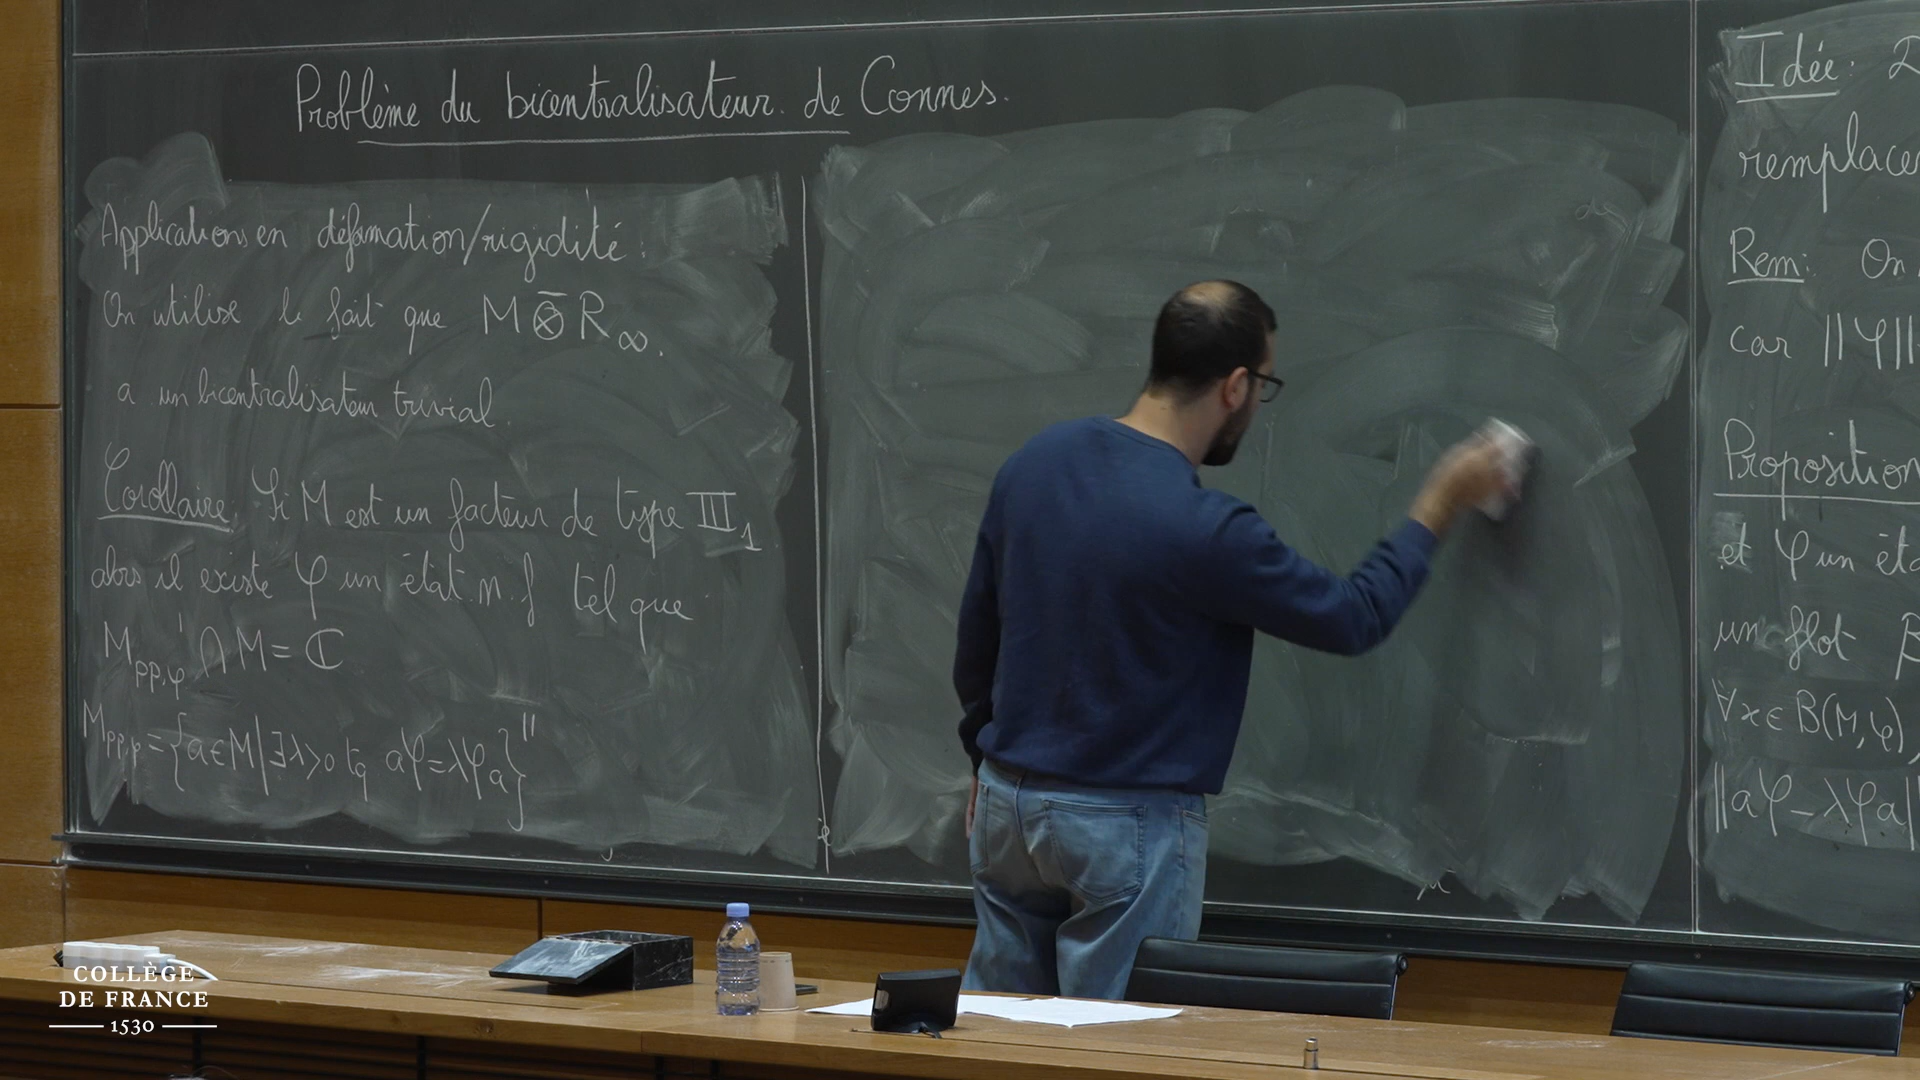 Problème du bicentralisateur de Connes.
Applications en déformation/rigidité :
On utilise le fait que M ⊗̄ R∞.
a un bicentralisateur trivial.
Corollaire : Si M est un facteur de type III₁
alors il existe φ un état n.f tel que
M'pp,φ ∩ M = ℂ
Mpp,φ = {a ∈ M | ∃λ>0 tq aφ = λφa}''
Idée : 
remplacer
Rem : On
car ||φ||
Proposition
et φ un éta
un flot β
∀x ∈ B(M,φ),
||aφ - λφa||
COLLÈGE
DE FRANCE
1530